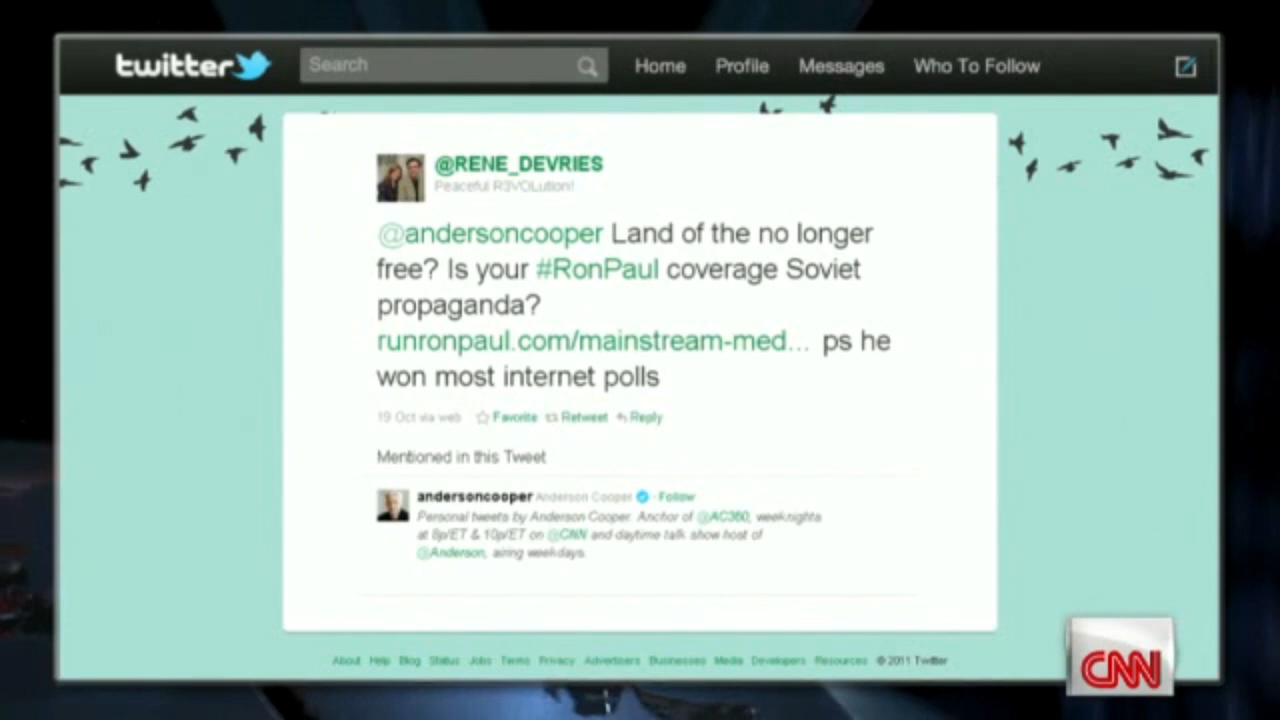 twitter Search Home Profile Messages Who To Follow
@RENE_DEVRIES
Peaceful R3VOLution!
@andersoncooper Land of the no longer
free? Is your #RonPaul coverage Soviet
propaganda?
runronpaul.com/mainstream-med... ps he
won most internet polls
19 Oct via web Favorite Retweet Reply
Mentioned in this Tweet
andersoncooper Anderson Cooper · Follow
Personal tweets by Anderson Cooper. Anchor of @AC360, weeknights
at 8p/ET & 10p/ET on @CNN and daytime talk show host of
@Anderson, airing weekdays.
About Help Blog Status Jobs Terms Privacy Advertisers Businesses Media Developers Resources © 2011 Twitter
CNN